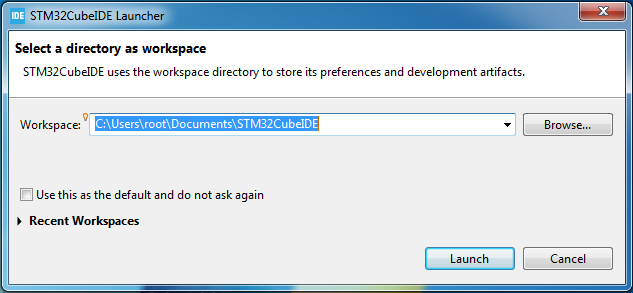 IDE STM32CubeIDE Launcher
Select a directory as workspace
STM32CubeIDE uses the workspace directory to store its preferences and development artifacts.
Workspace: C:\Users\root\Documents\STM32CubeIDE Browse...
Use this as the default and do not ask again
Recent Workspaces
Launch Cancel